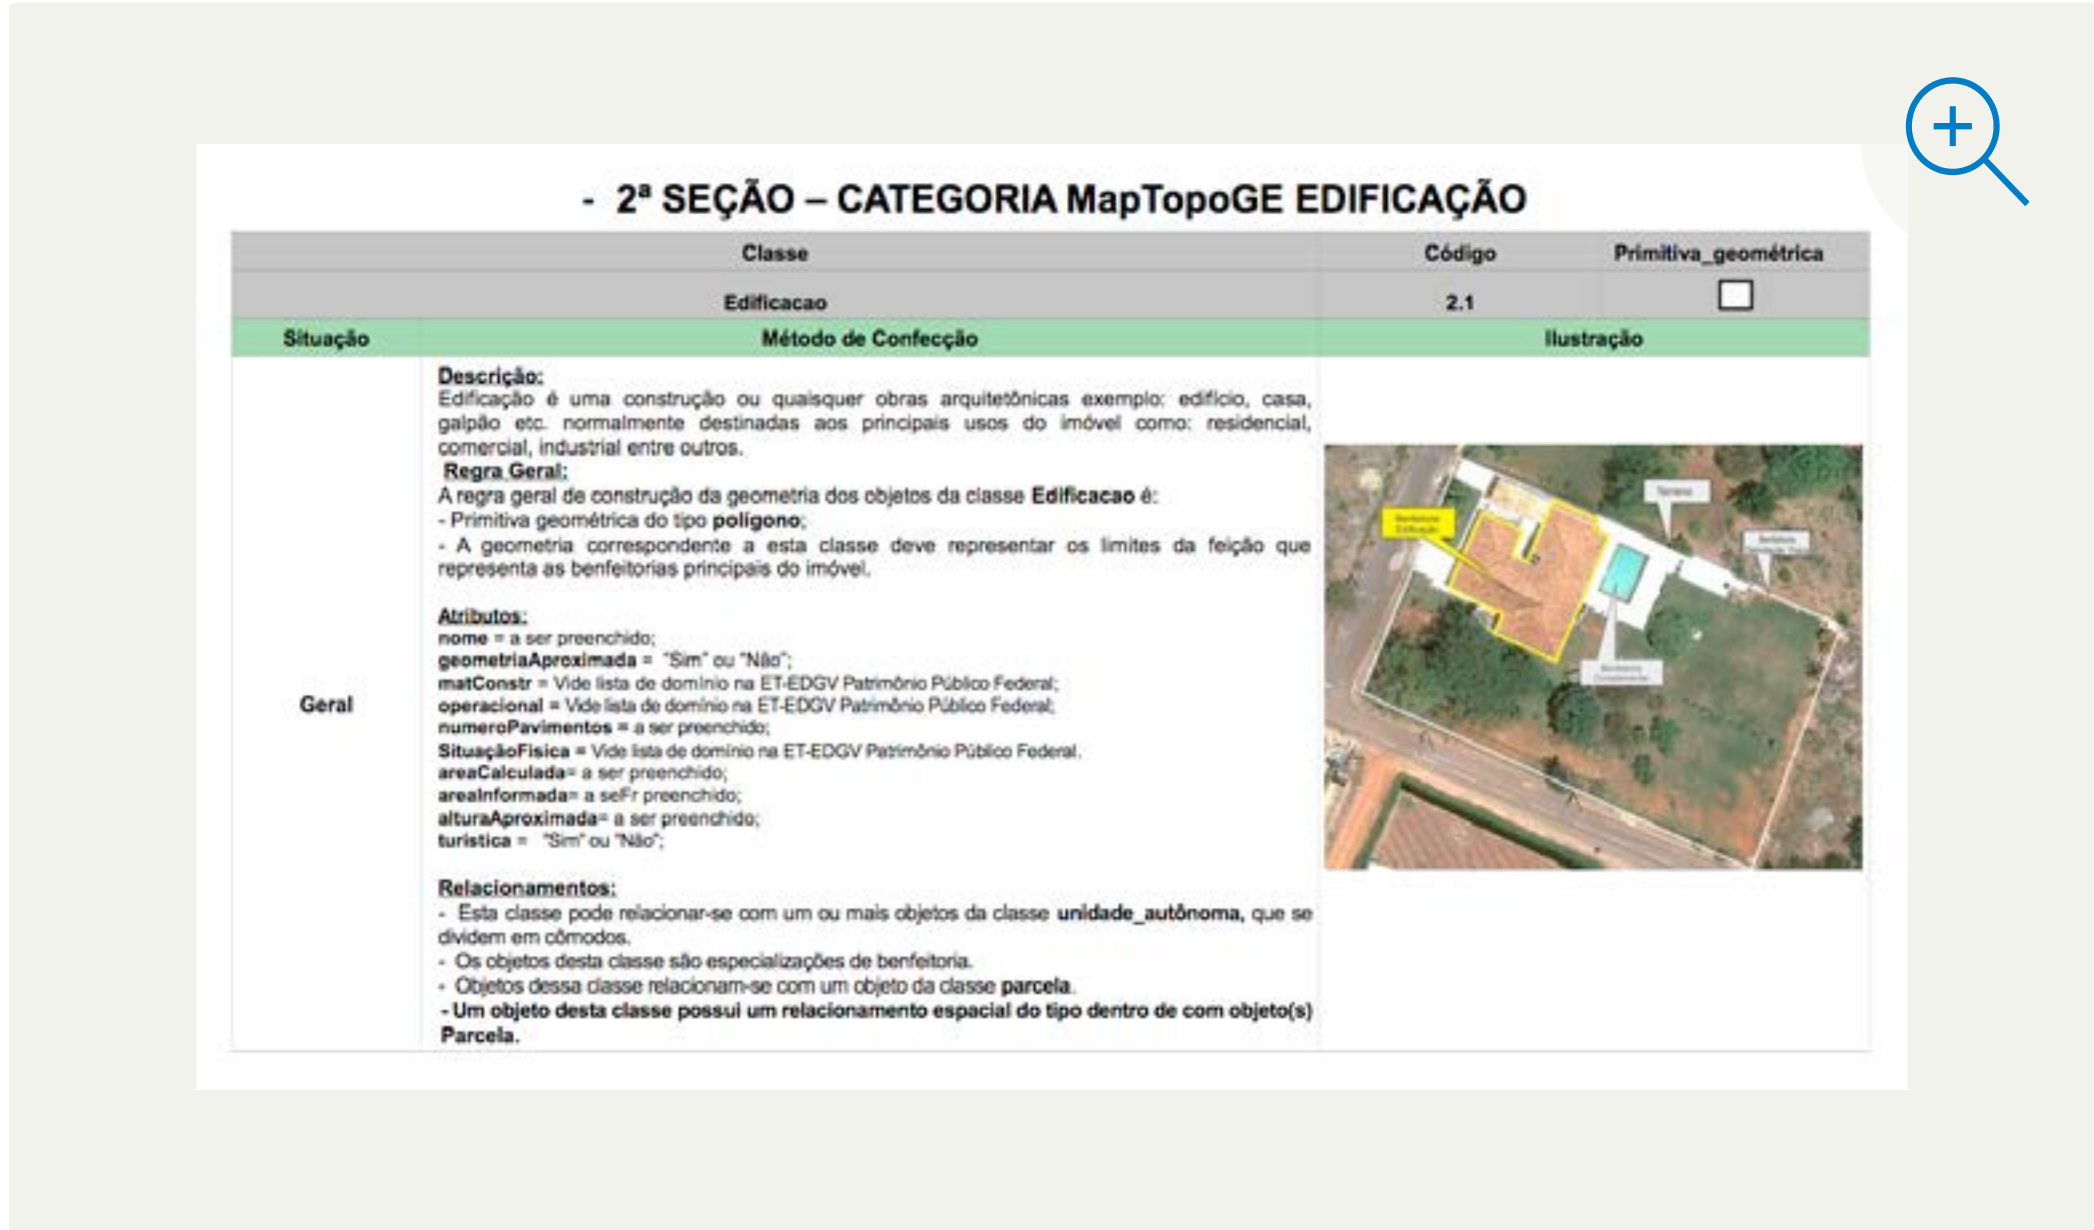 - 2ª SEÇÃO – CATEGORIA MapTopoGE EDIFICAÇÃO
Classe Código Primitiva_geométrica
Edificacao 2.1
Situação Método de Confecção Ilustração
Geral
Descrição:
Edificação é uma construção ou quaisquer obras arquitetônicas exemplo: edifício, casa,
galpão etc. normalmente destinadas aos principais usos do imóvel como: residencial,
comercial, industrial entre outros.
Regra Geral:
A regra geral de construção da geometria dos objetos da classe Edificacao é:
- Primitiva geométrica do tipo polígono;
- A geometria correspondente a esta classe deve representar os limites da feição que
representa as benfeitorias principais do imóvel.
Atributos:
nome = a ser preenchido;
geometriaAproximada = "Sim" ou "Não";
matConstr = Vide lista de domínio na ET-EDGV Patrimônio Público Federal;
operacional = Vide lista de domínio na ET-EDGV Patrimônio Público Federal;
numeroPavimentos = a ser preenchido;
SituaçãoFisica = Vide lista de domínio na ET-EDGV Patrimônio Público Federal.
areaCalculada= a ser preenchido;
areaInformada= a seFr preenchido;
alturaAproximada= a ser preenchido;
turistica = "Sim" ou "Não";
Relacionamentos:
- Esta classe pode relacionar-se com um ou mais objetos da classe unidade_autônoma, que se
dividem em cômodos.
- Os objetos desta classe são especializações de benfeitoria.
- Objetos dessa classe relacionam-se com um objeto da classe parcela.
- Um objeto desta classe possui um relacionamento espacial do tipo dentro de com objeto(s)
Parcela.
Benfeitoria
Edificação
Terreno
Benfeitoria
Benfeitoria
Complementar